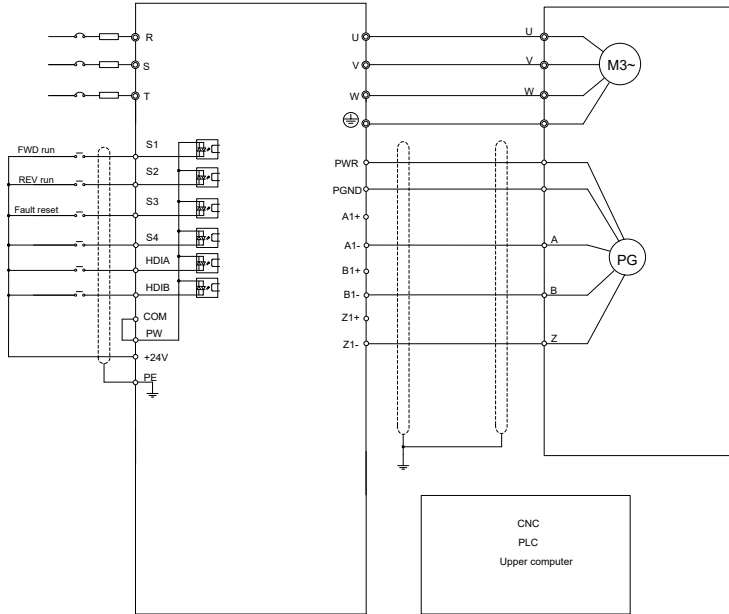 R
S
T
U
V
W
U
V
W
M3~
FWD run
REV run
Fault reset
S1
S2
S3
S4
HDIA
HDIB
COM
PW
+24V
PE
PWR
PGND
A1+
A1-
B1+
B1-
Z1+
Z1-
A
B
Z
PG
CNC
PLC
Upper computer